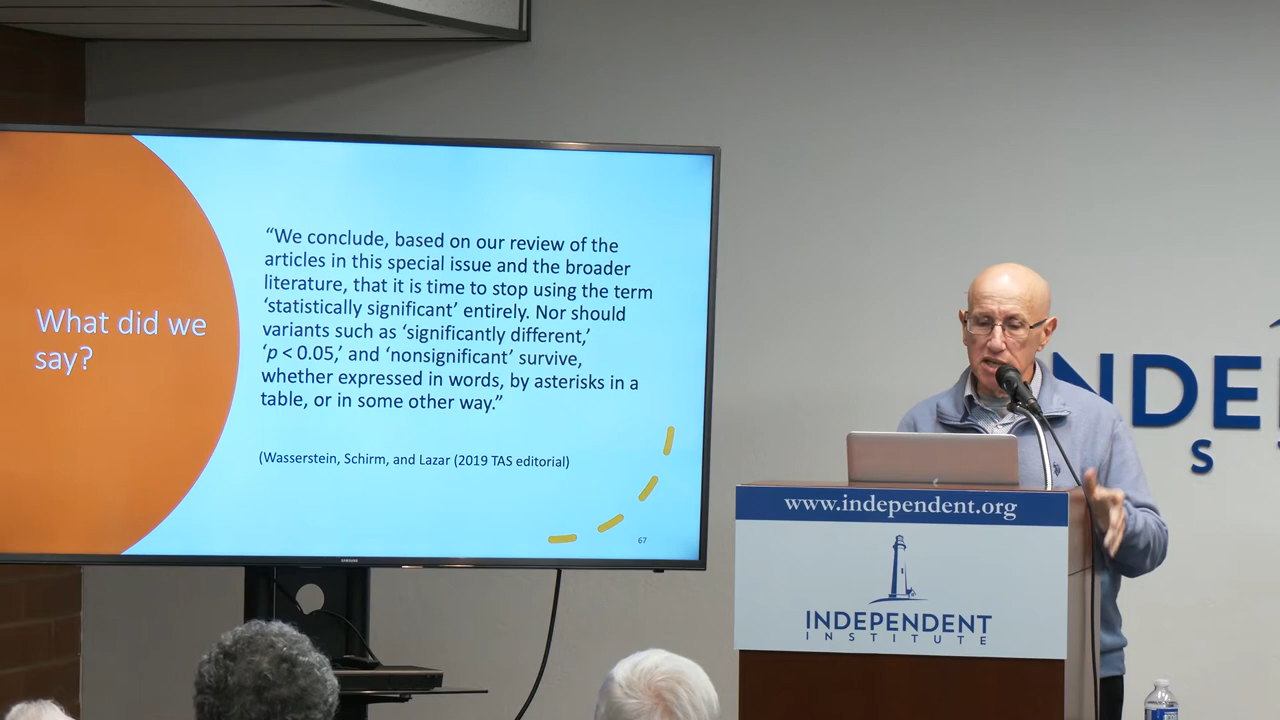 What did we
say?
“We conclude, based on our review of the
articles in this special issue and the broader
literature, that it is time to stop using the term
‘statistically significant’ entirely. Nor should
variants such as ‘significantly different,’
‘p < 0.05,’ and ‘nonsignificant’ survive,
whether expressed in words, by asterisks in a
table, or in some other way.”
(Wasserstein, Schirm, and Lazar (2019 TAS editorial)
67
SAMSUNG
www.independent.org
INDEPENDENT
INSTITUTE
NDE
S